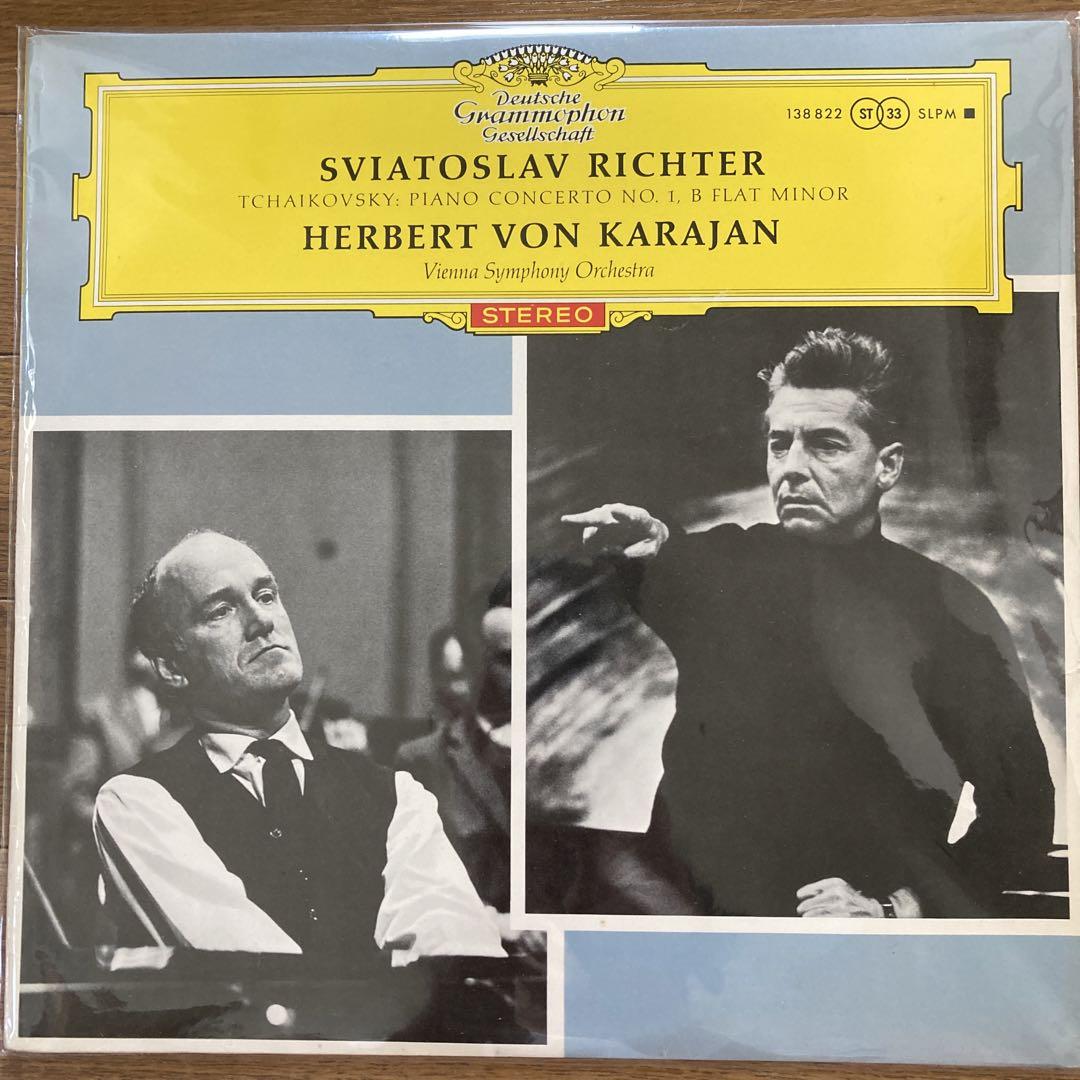 Deutsche
Grammophon
Gesellschaft
138 822 ST 33 SLPM
SVIATOSLAV RICHTER
TCHAIKOVSKY: PIANO CONCERTO NO. 1, B FLAT MINOR
HERBERT VON KARAJAN
Vienna Symphony Orchestra
STEREO